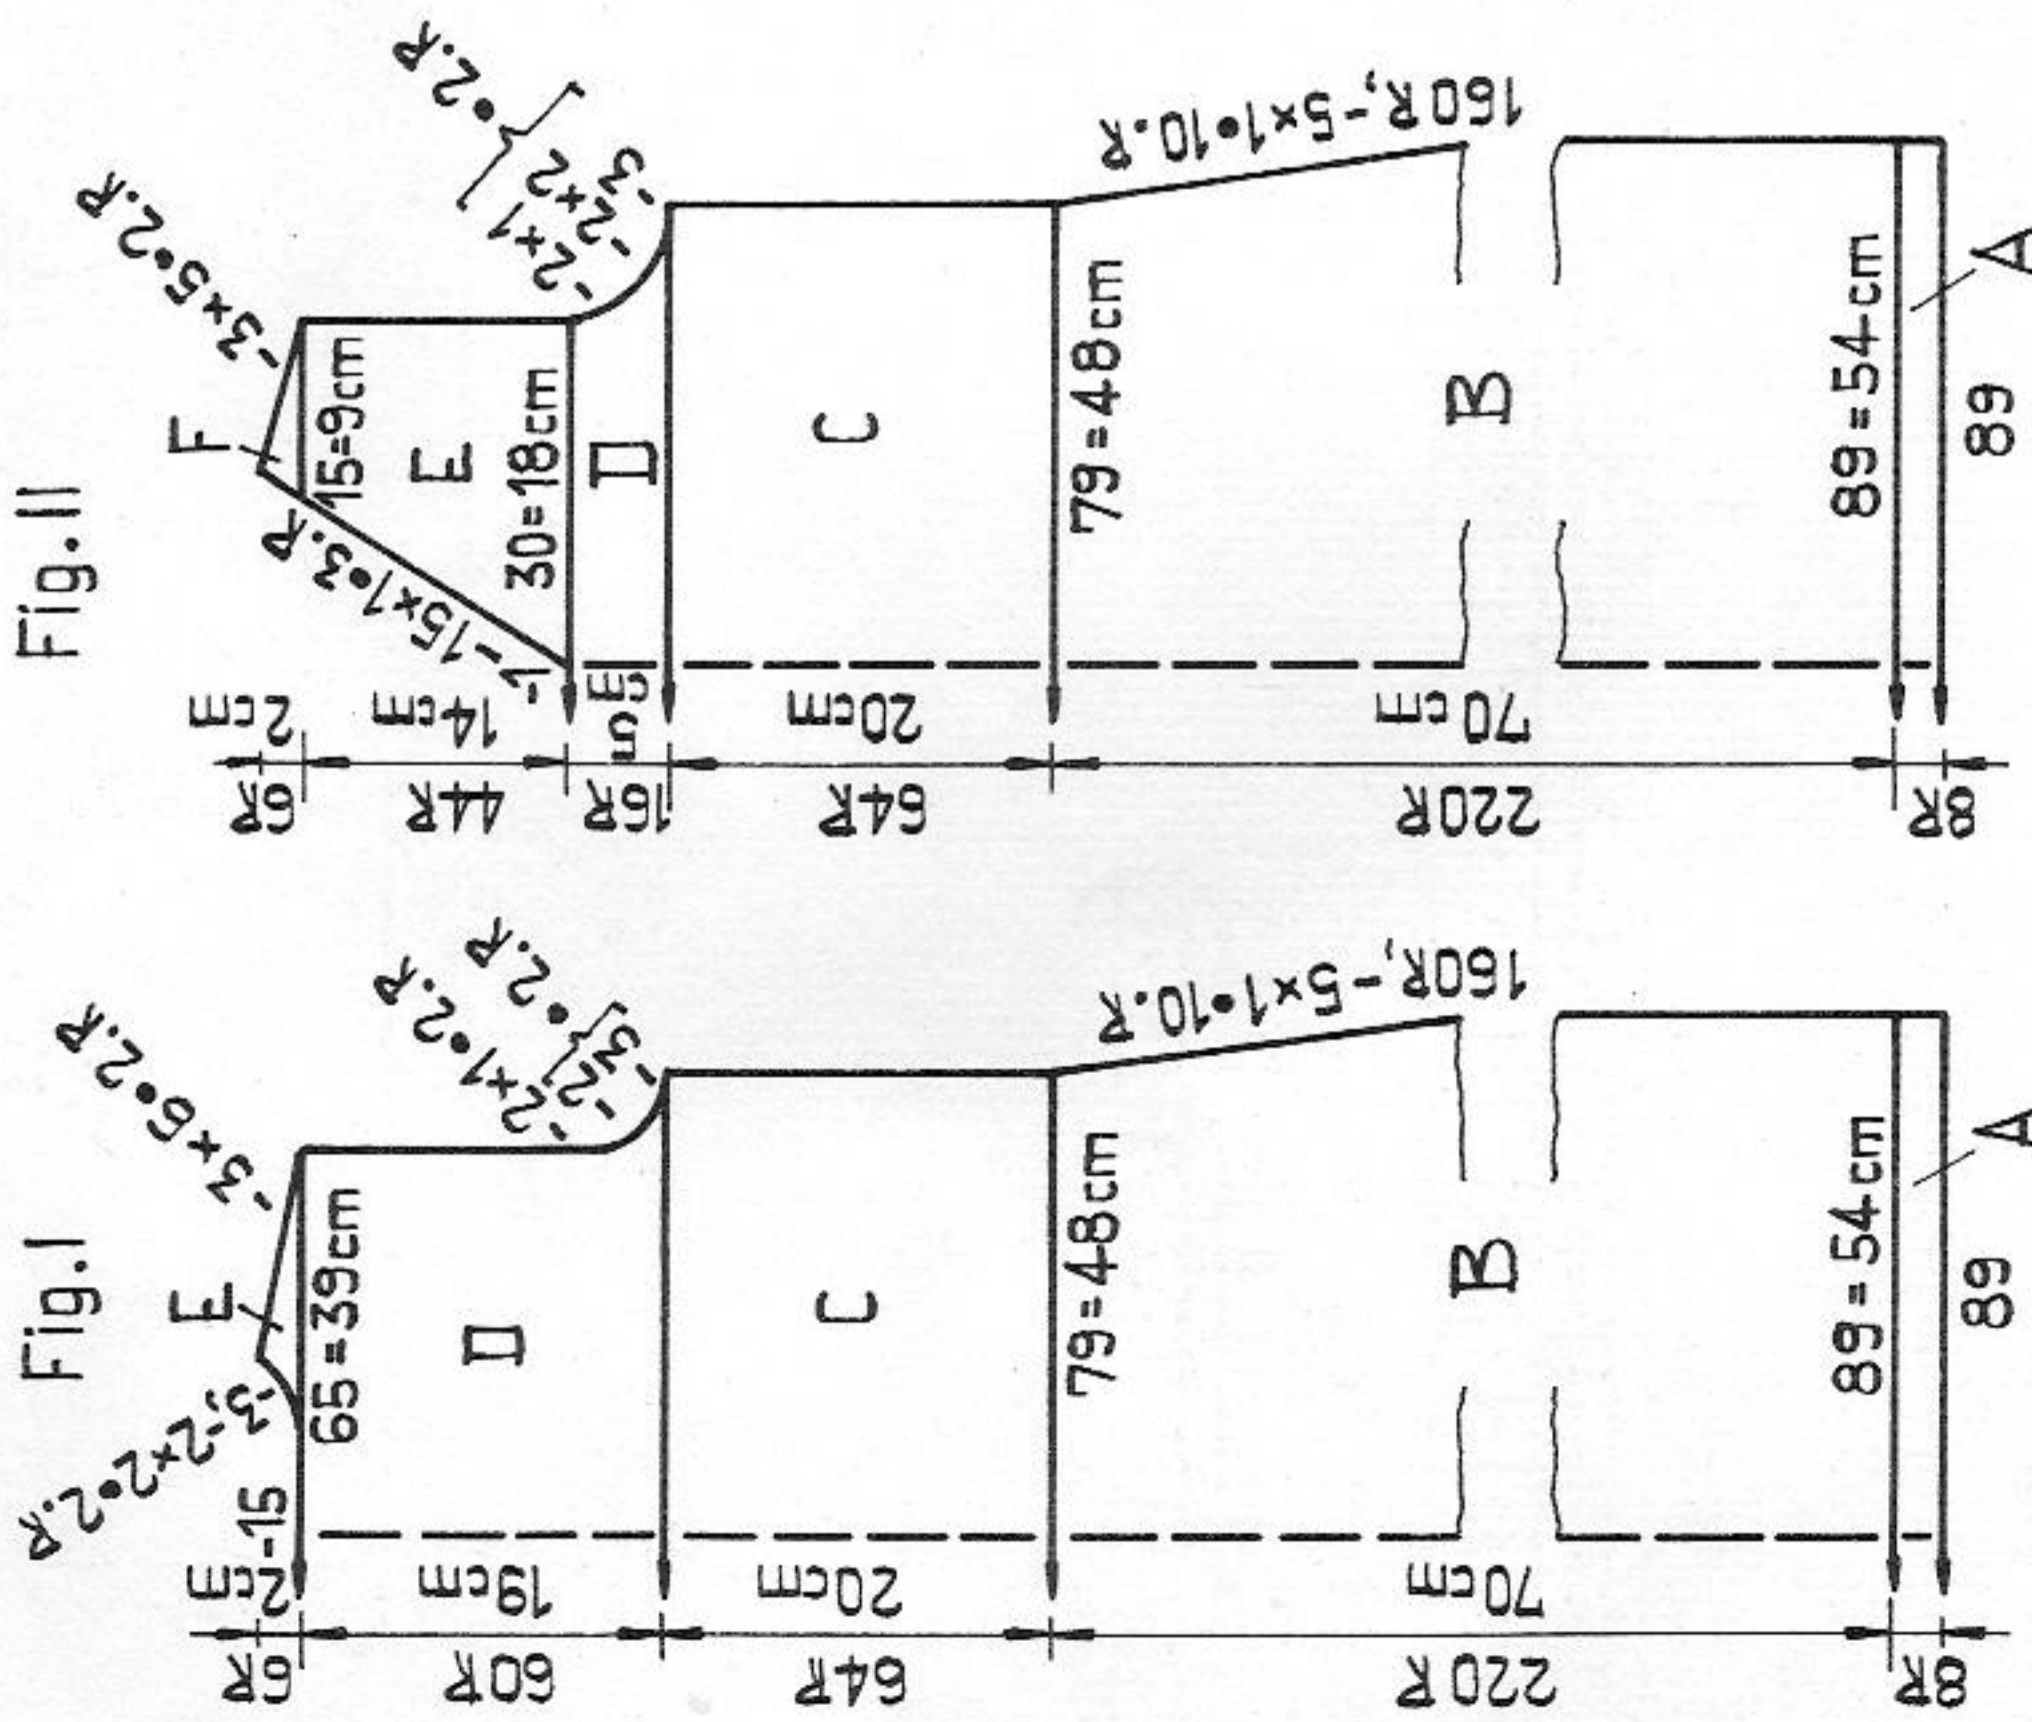 Fig.II
-3×5•2.R
F
-2×1
-2×2
-3
}•2.R
15=9cm
E
-15×1•3.R
-1
30=18cm
D
C
79=48cm
160R,-5×1•10.R
B
89=54cm
A
89
2cm
14cm
5cm
20cm
70cm
6R
44R
16R
64R
220R
8R
Fig.I
-3×6•2.R
E
-3,
-2×2•2.R
-15
65=39cm
-2×1•2.R
-2
-3
}•2.R
D
C
79=48cm
160R,-5×1•10.R
B
89=54cm
A
89
2cm
19cm
20cm
70cm
6R
60R
64R
220R
8R